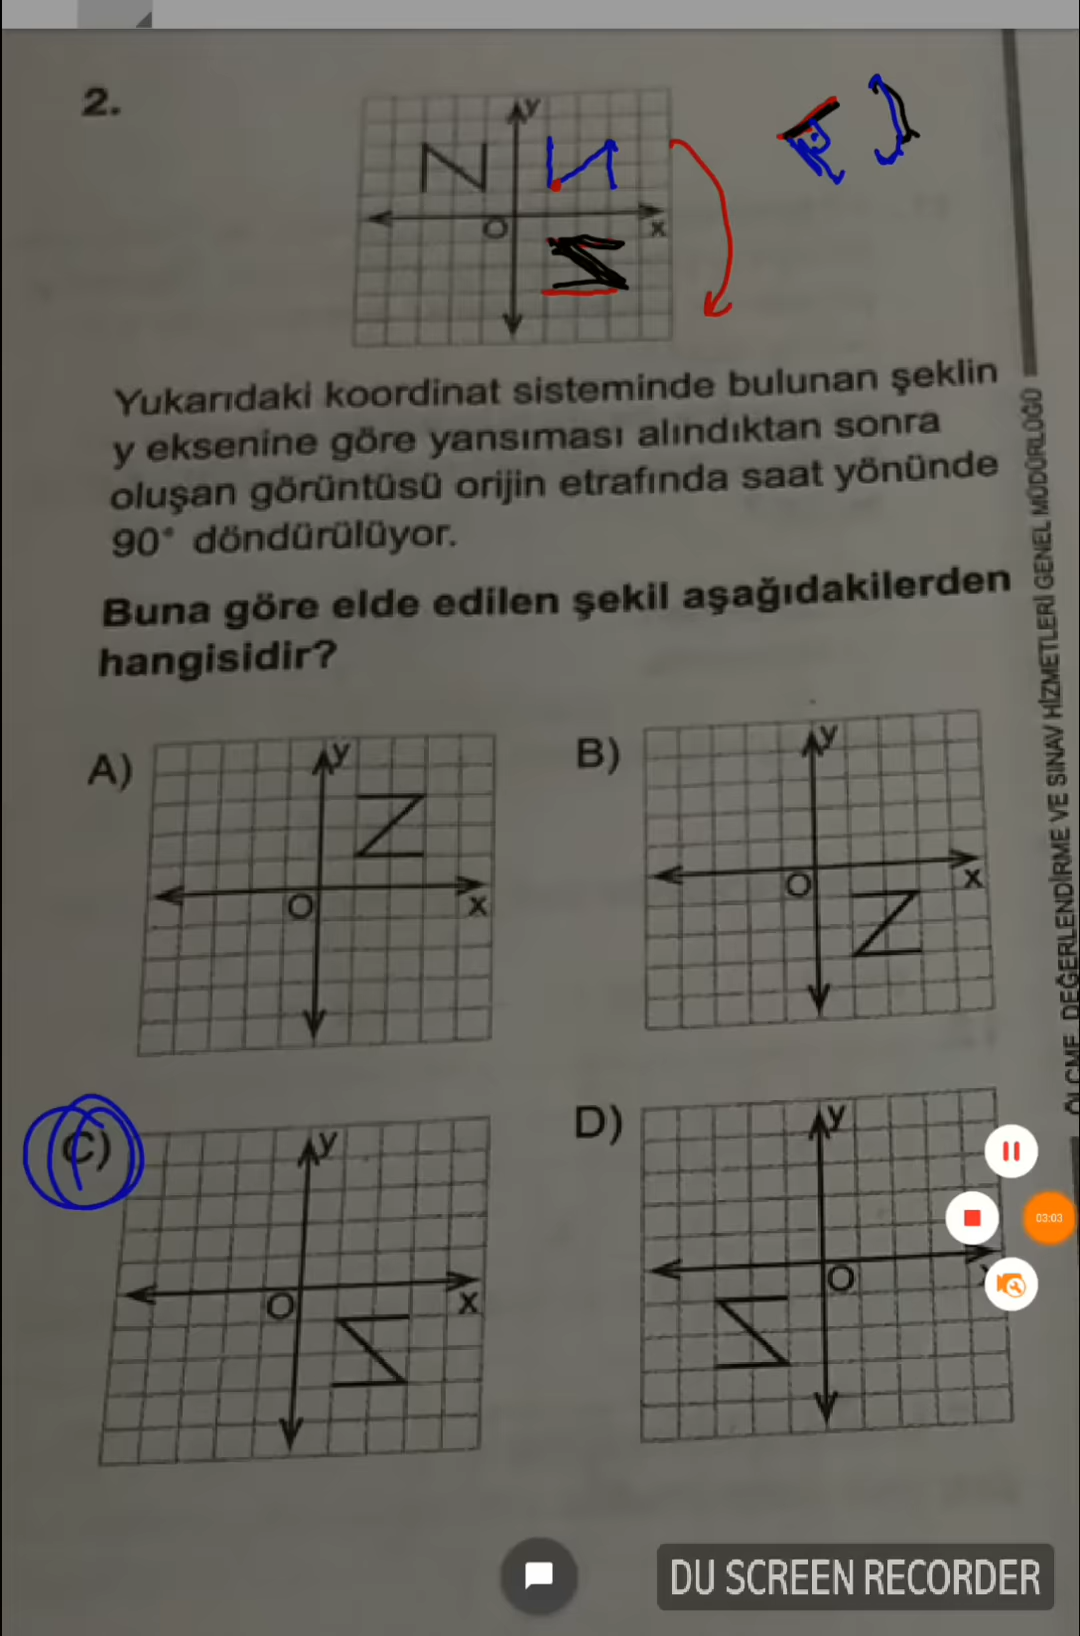 2.
y
O
x
Yukarıdaki koordinat sisteminde bulunan şeklin
y eksenine göre yansıması alındıktan sonra
oluşan görüntüsü orijin etrafında saat yönünde
90° döndürülüyor.
Buna göre elde edilen şekil aşağıdakilerden
hangisidir?
A)
y
O
x
B)
y
O
x
C)
y
O
x
D)
y
O
ÖLÇME, DEĞERLENDİRME VE SINAV HİZMETLERİ GENEL MÜDÜRLÜĞÜ
03:03
DU SCREEN RECORDER